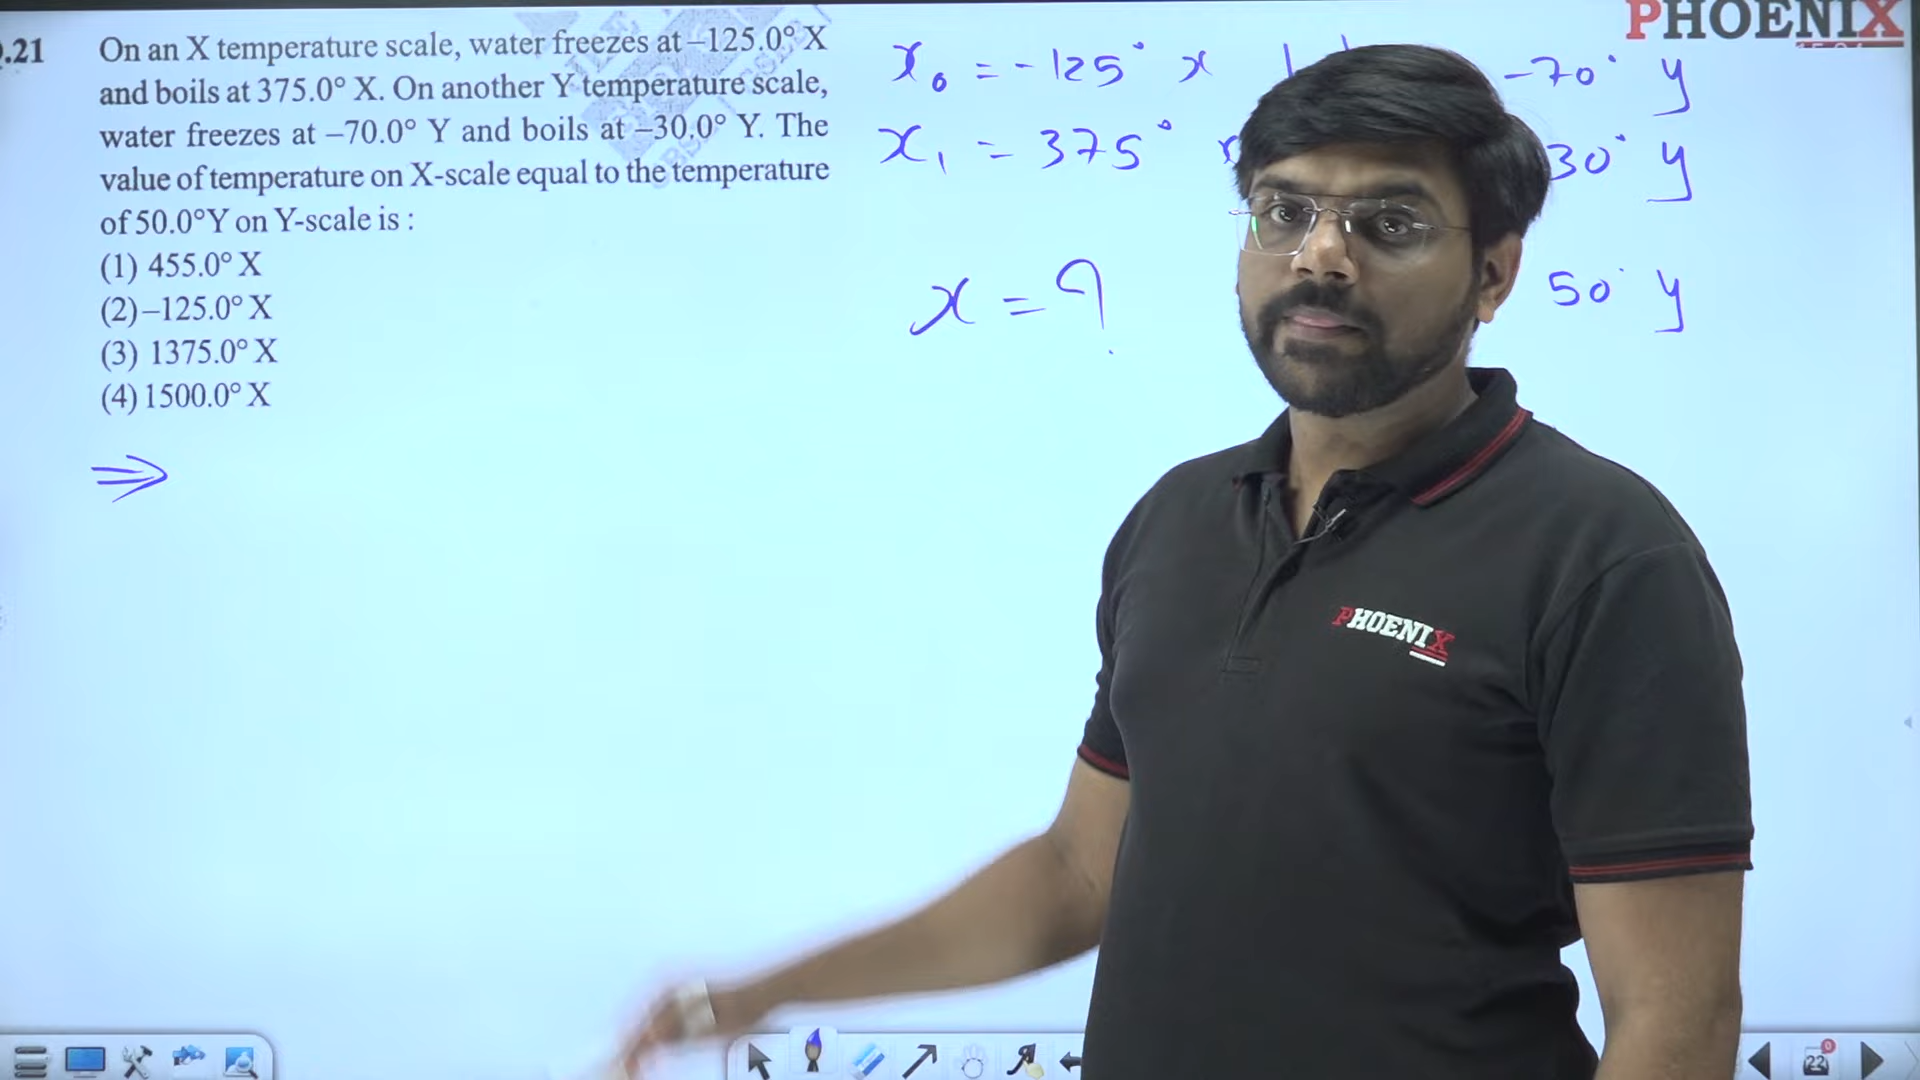 .21 On an X temperature scale, water freezes at –125.0° X
and boils at 375.0° X. On another Y temperature scale,
water freezes at –70.0° Y and boils at –30.0° Y. The
value of temperature on X-scale equal to the temperature
of 50.0°Y on Y-scale is :
(1) 455.0° X
(2) –125.0° X
(3) 1375.0° X
(4) 1500.0° X
⇒
x₀ = -125° x
-70° y
x₁ = 375°
30° y
x = ?
50° y
PHOENIX
PHOENIX
22
0